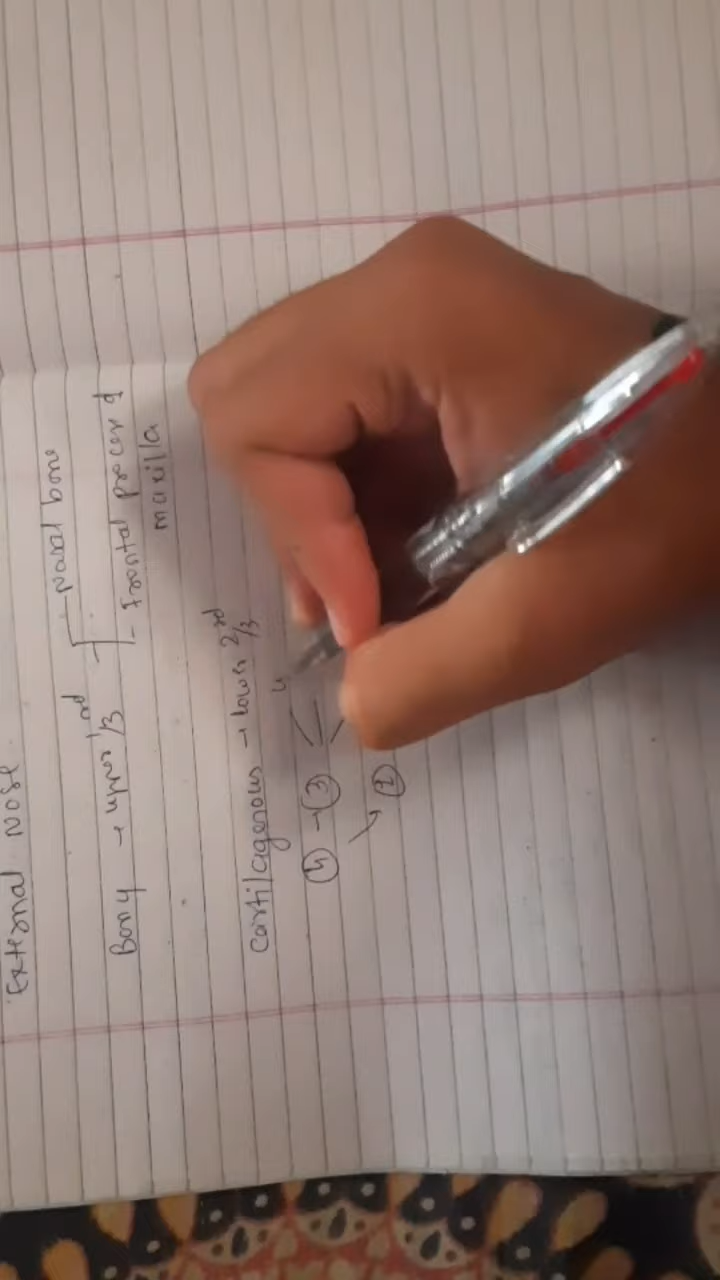 External Nose
Bony → upper 1/3rd
- Nasal bone
- Frontal process of
maxilla
Cartilagenous → lower 2/3rd
4 → 3
→ 2